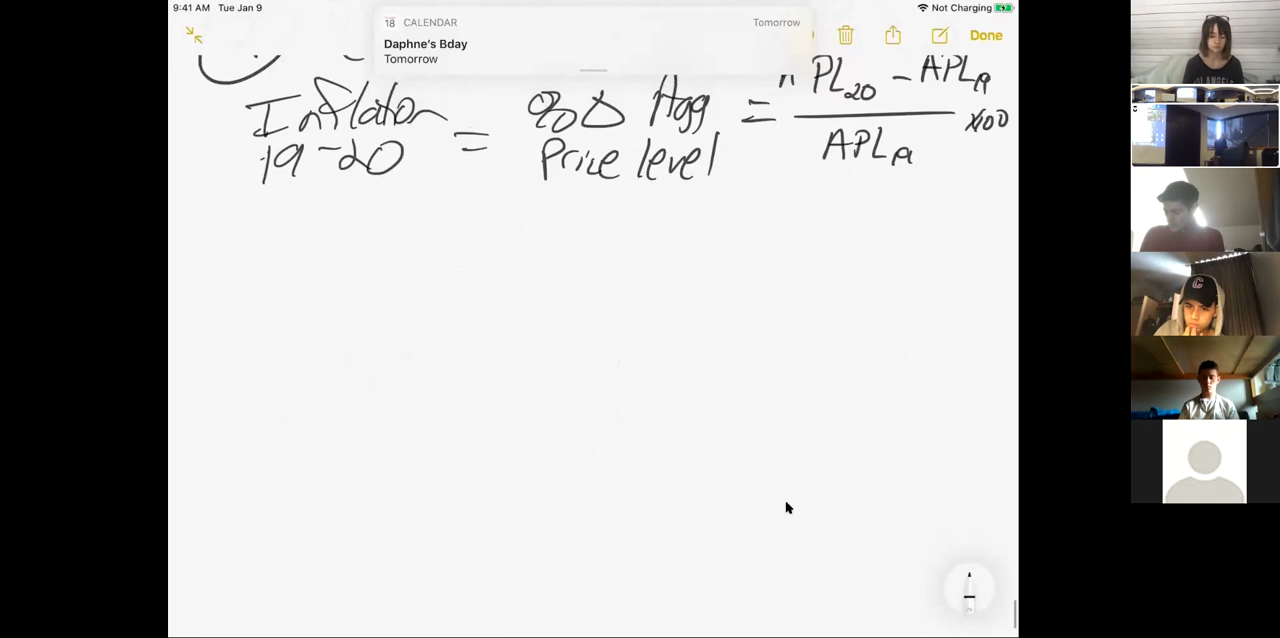 9:41 AM Tue Jan 9
Not Charging
18 CALENDAR
Tomorrow
Daphne's Bday
Tomorrow
Done
Inflation
19-20
=
%Δ Agg
Price level
=
PL20 - APL19
APL19
x100